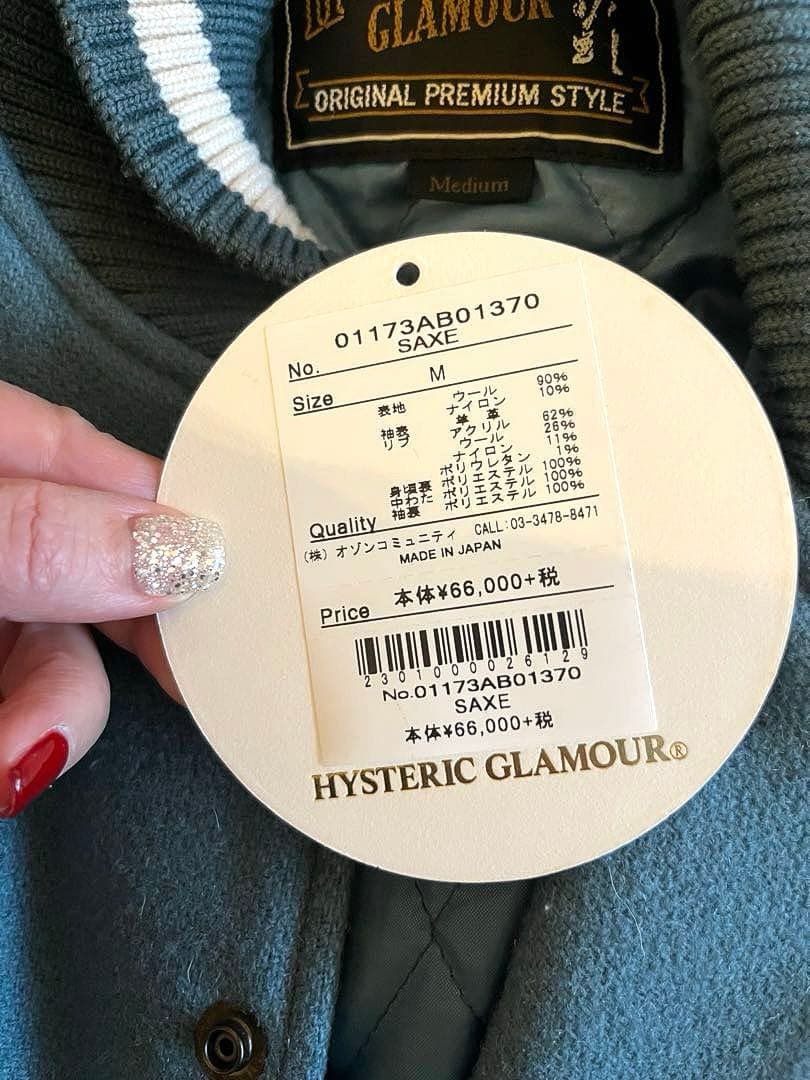 GLAMOUR
ORIGINAL PREMIUM STYLE
Medium
No. 01173AB01370
SAXE
Size M
表地 ウール 90%
ナイロン 10%
袖表 羊革
リブ アクリル 62%
ウール 26%
ナイロン 11%
ポリウレタン 1%
身頃裏 ポリエステル 100%
中わた ポリエステル 100%
袖裏 ポリエステル 100%
Quality
(株) オゾンコミュニティ CALL:03-3478-8471
MADE IN JAPAN
Price 本体¥66,000+税
2301000026129
No.01173AB01370
SAXE
本体¥66,000+税
HYSTERIC GLAMOUR®